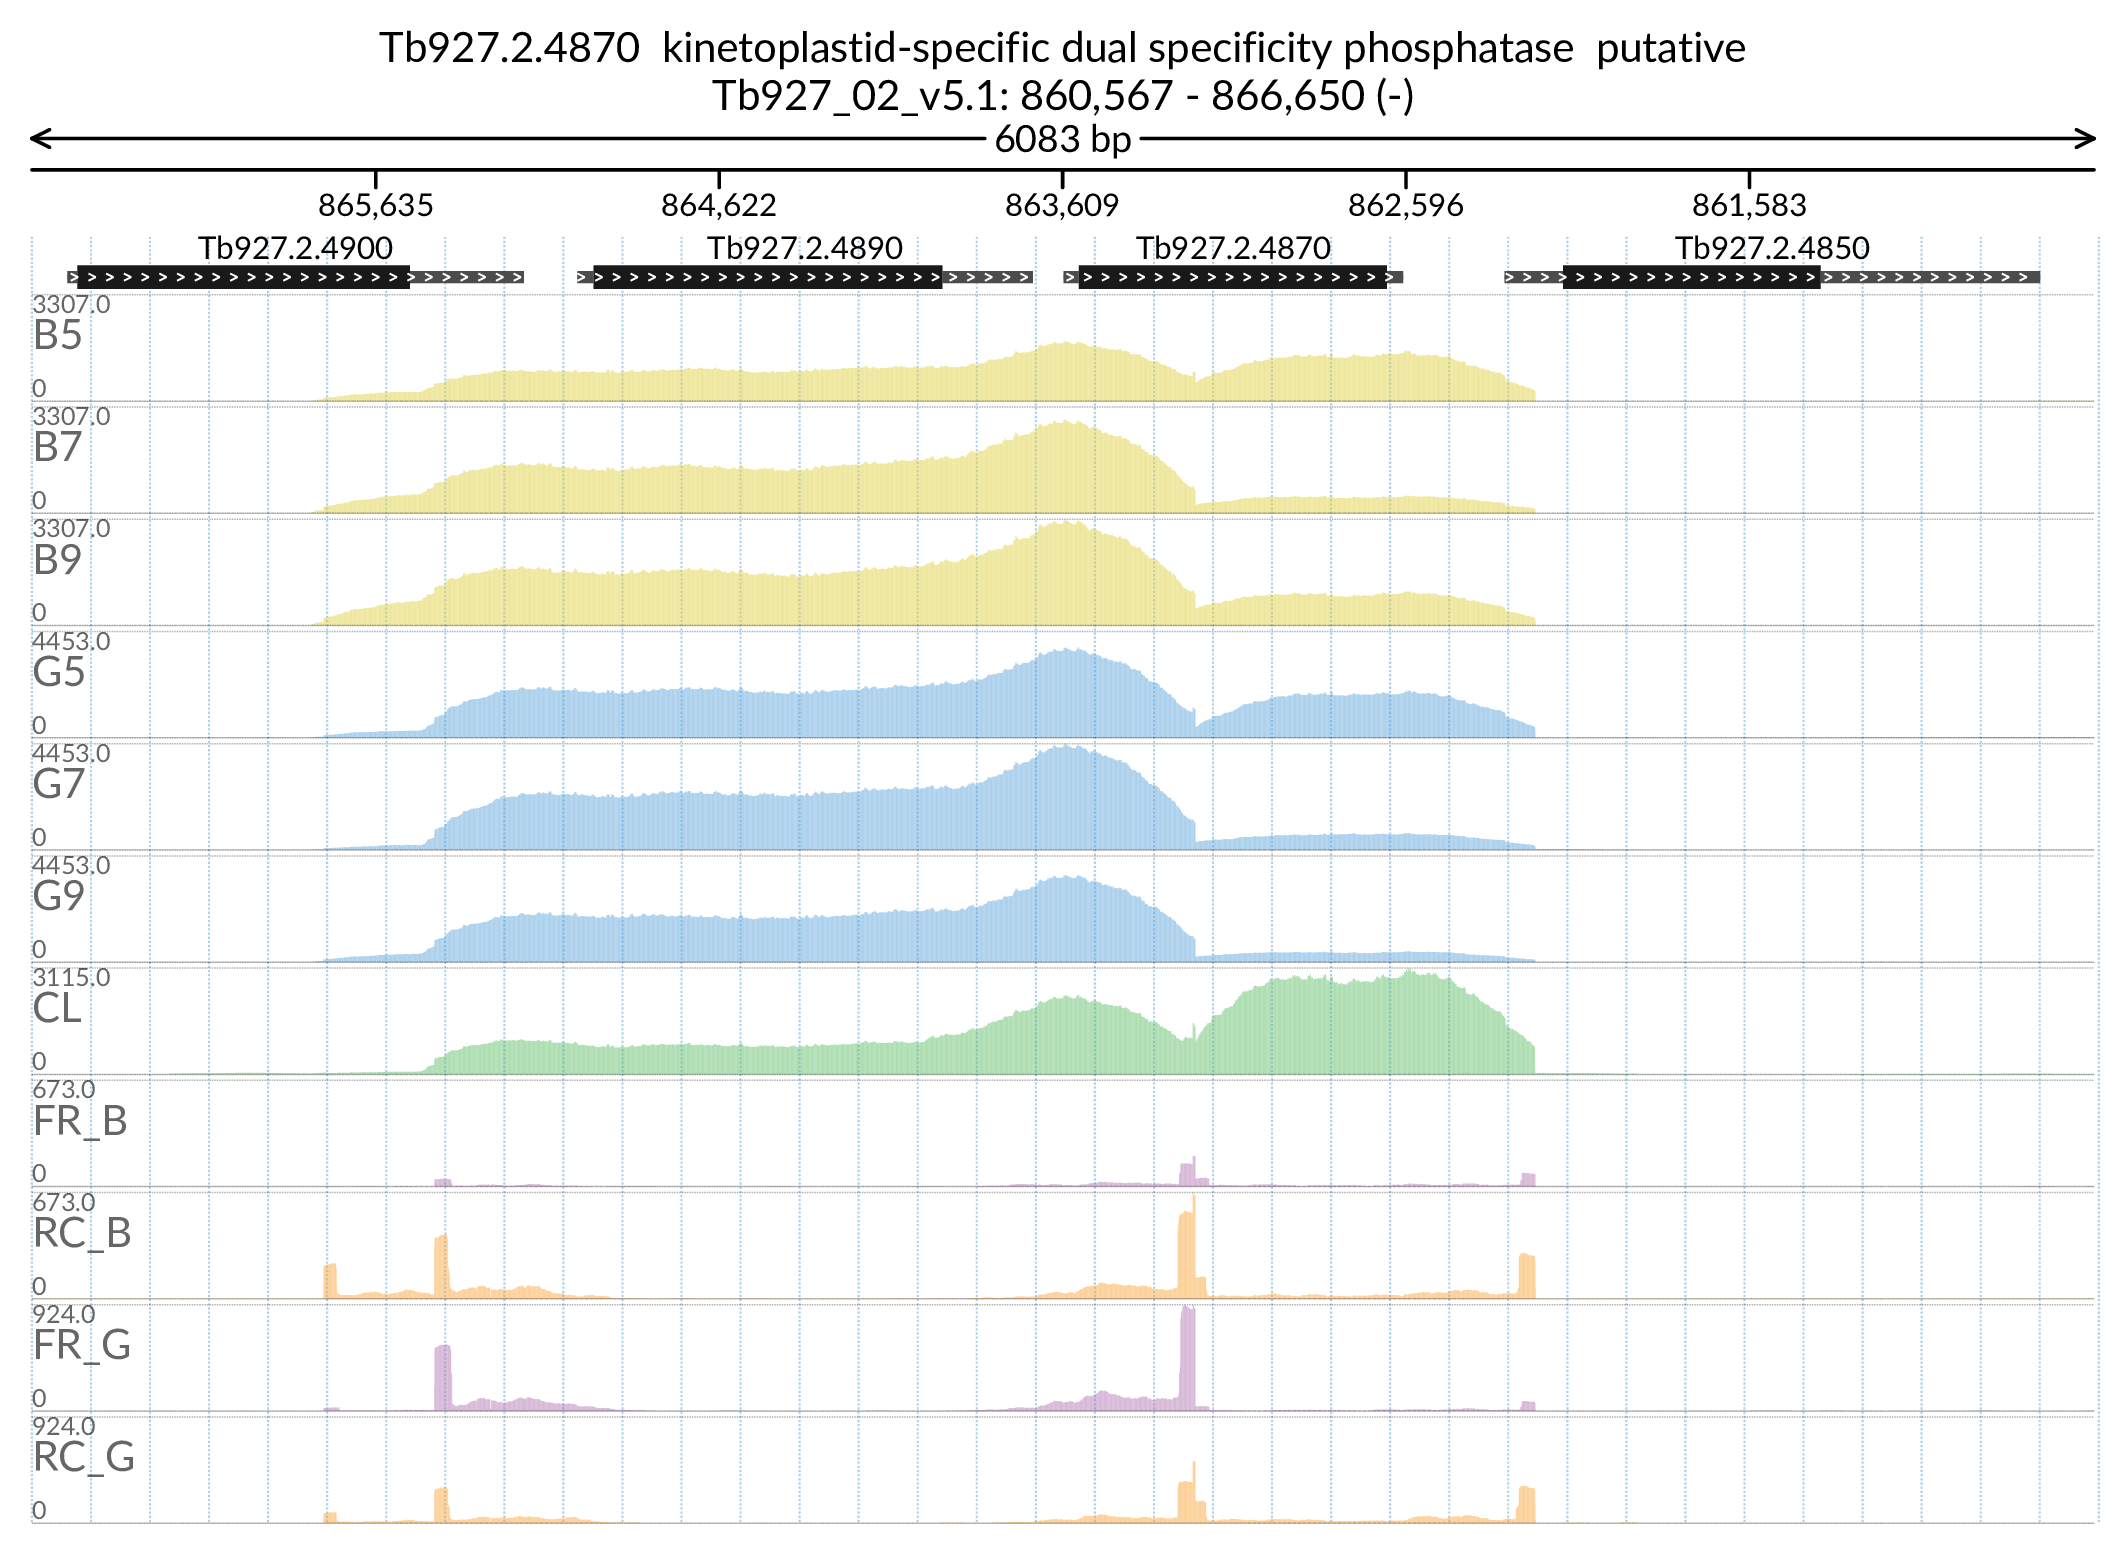 Tb927.2.4870 kinetoplastid-specific dual specificity phosphatase putative
Tb927_02_v5.1: 860,567 - 866,650 (-)
6083 bp
865,635 864,622 863,609 862,596 861,583
Tb927.2.4900 Tb927.2.4890 Tb927.2.4870 Tb927.2.4850
3307.0
B5
0
3307.0
B7
0
3307.0
B9
0
4453.0
G5
0
4453.0
G7
0
4453.0
G9
0
3115.0
CL
0
673.0
FR_B
0
673.0
RC_B
0
924.0
FR_G
0
924.0
RC_G
0